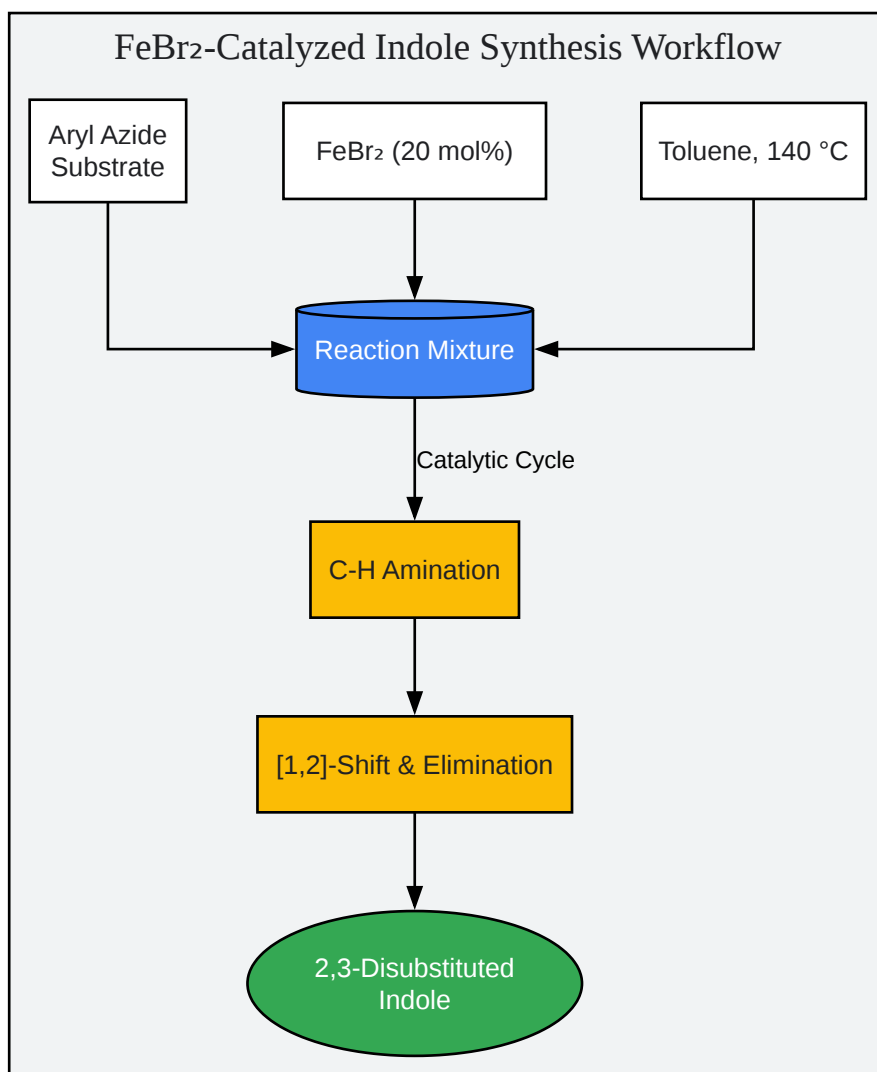 FeBr₂-Catalyzed Indole Synthesis Workflow
Aryl Azide
Substrate
FeBr₂ (20 mol%)
Toluene, 140 °C
Reaction Mixture
Catalytic Cycle
C-H Amination
[1,2]-Shift & Elimination
2,3-Disubstituted
Indole